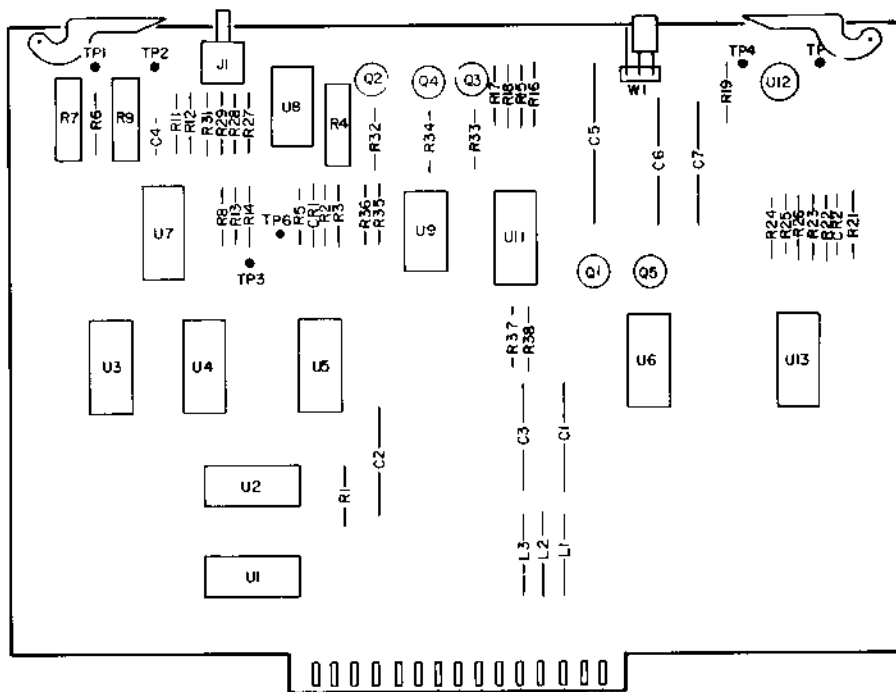 TP1
TP2
J1
Q2
Q4
Q3
W1
TP4
TP
U12
R7
R6
R9
C4
R11
R12
R31
R29
R28
R27
U8
R4
R32
R34
R33
R17
R18
R15
R16
C5
C6
C7
R19
U7
R8
R13
R14
TP6
TP3
R5
CR1
R2
R3
R36
R35
U9
U11
Q1
Q5
R24
R25
R26
R23
R22
CR2
R21
U3
U4
U5
R37
R38
U6
U13
C2
C3
C1
U2
R1
U1
L3
L2
L1